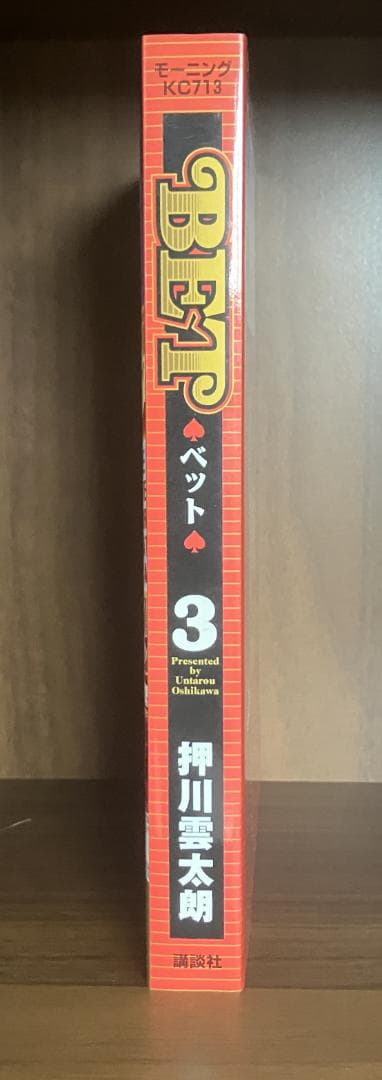 モーニング
KC713
BET
♠ベット♠
3
Presented
by
Untarou
Oshikawa
押川雲太朗
講談社